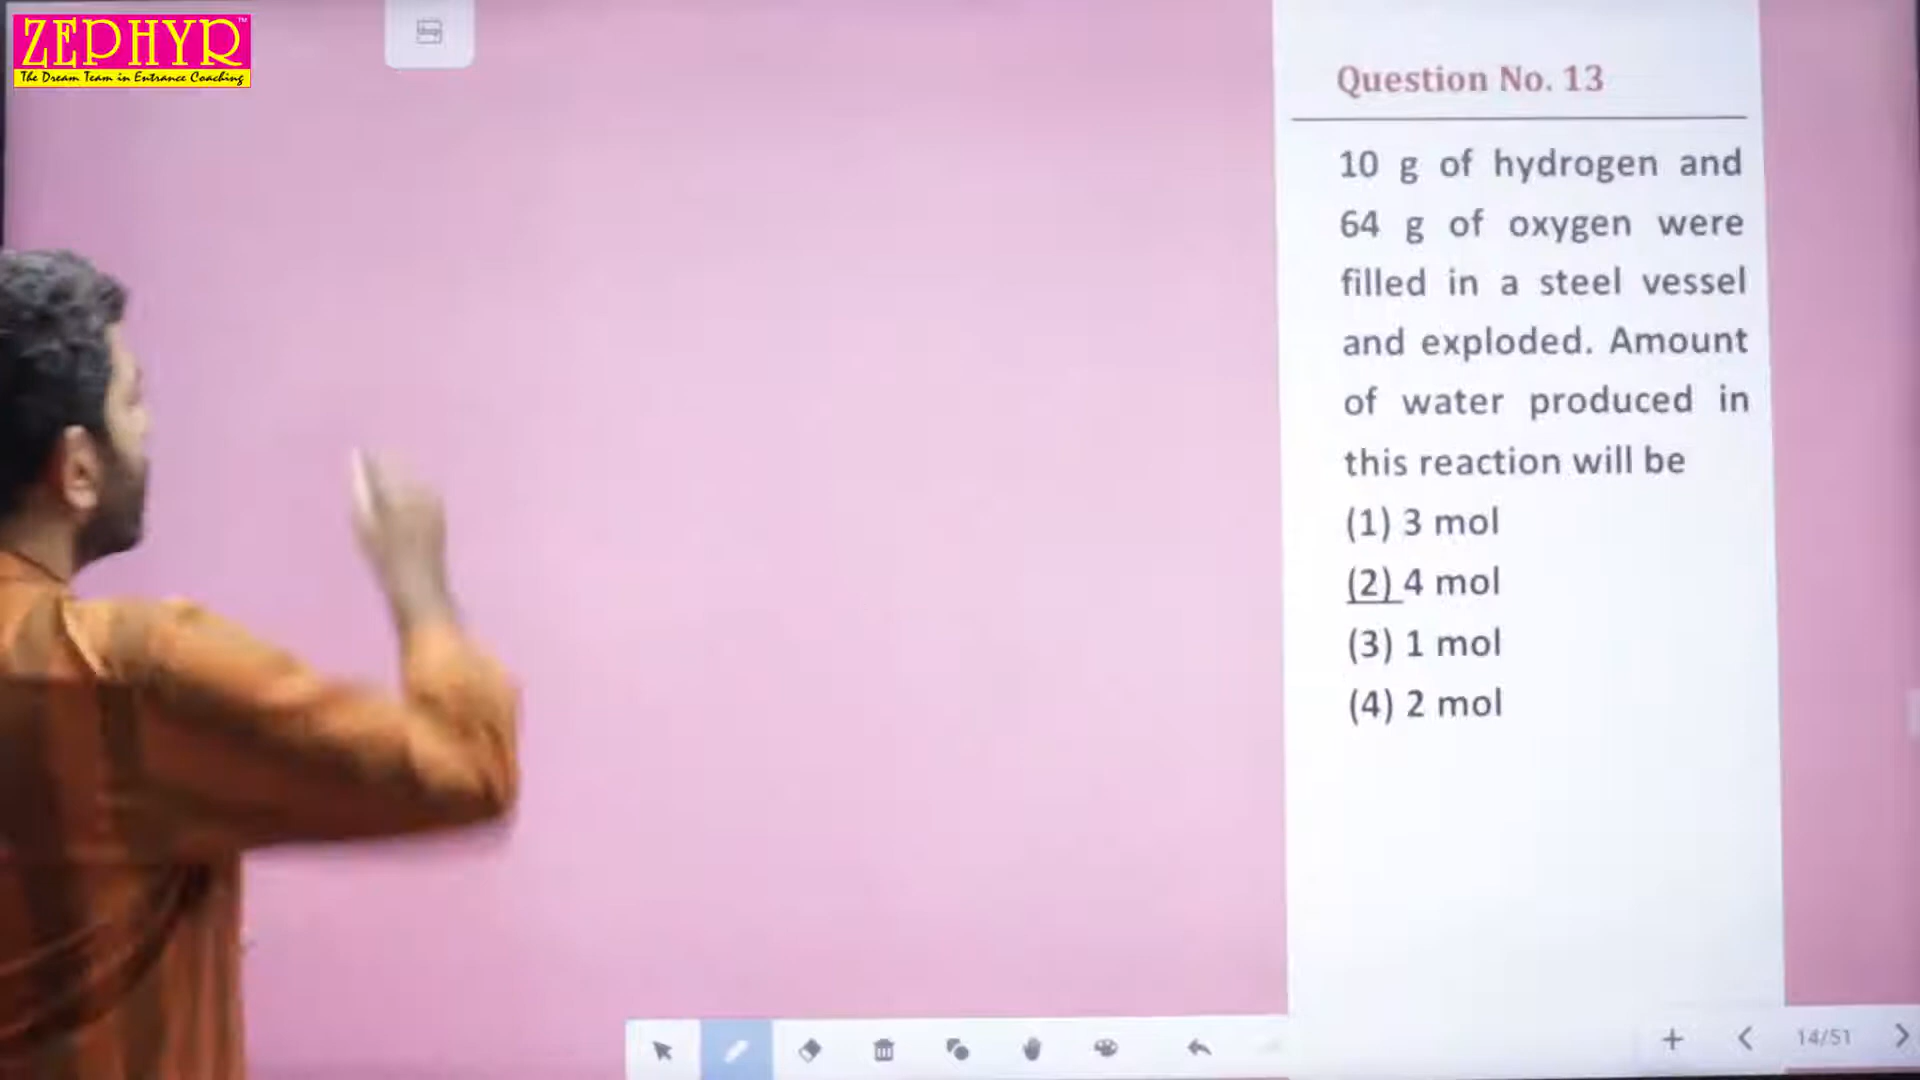 ZEPHYR™
The Dream Team in Entrance Coaching
Question No. 13
10 g of hydrogen and
64 g of oxygen were
filled in a steel vessel
and exploded. Amount
of water produced in
this reaction will be
(1) 3 mol
(2) 4 mol
(3) 1 mol
(4) 2 mol
14/51